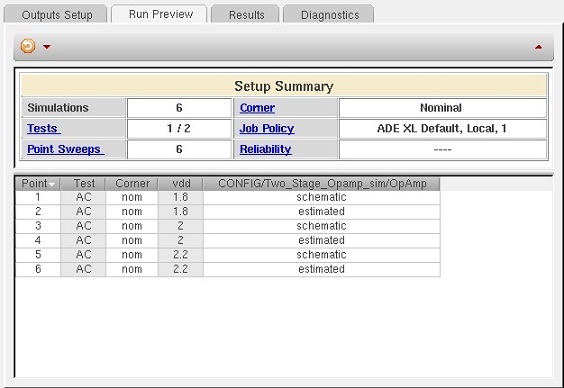 Outputs Setup Run Preview Results Diagnostics
Setup Summary
Simulations 6 Corner Nominal
Tests 1 / 2 Job Policy ADE XL Default, Local, 1
Point Sweeps 6 Reliability ----
Point Test Corner vdd CONFIG/Two_Stage_Opamp_sim/OpAmp
1 AC nom 1.8 schematic
2 AC nom 1.8 estimated
3 AC nom 2 schematic
4 AC nom 2 estimated
5 AC nom 2.2 schematic
6 AC nom 2.2 estimated